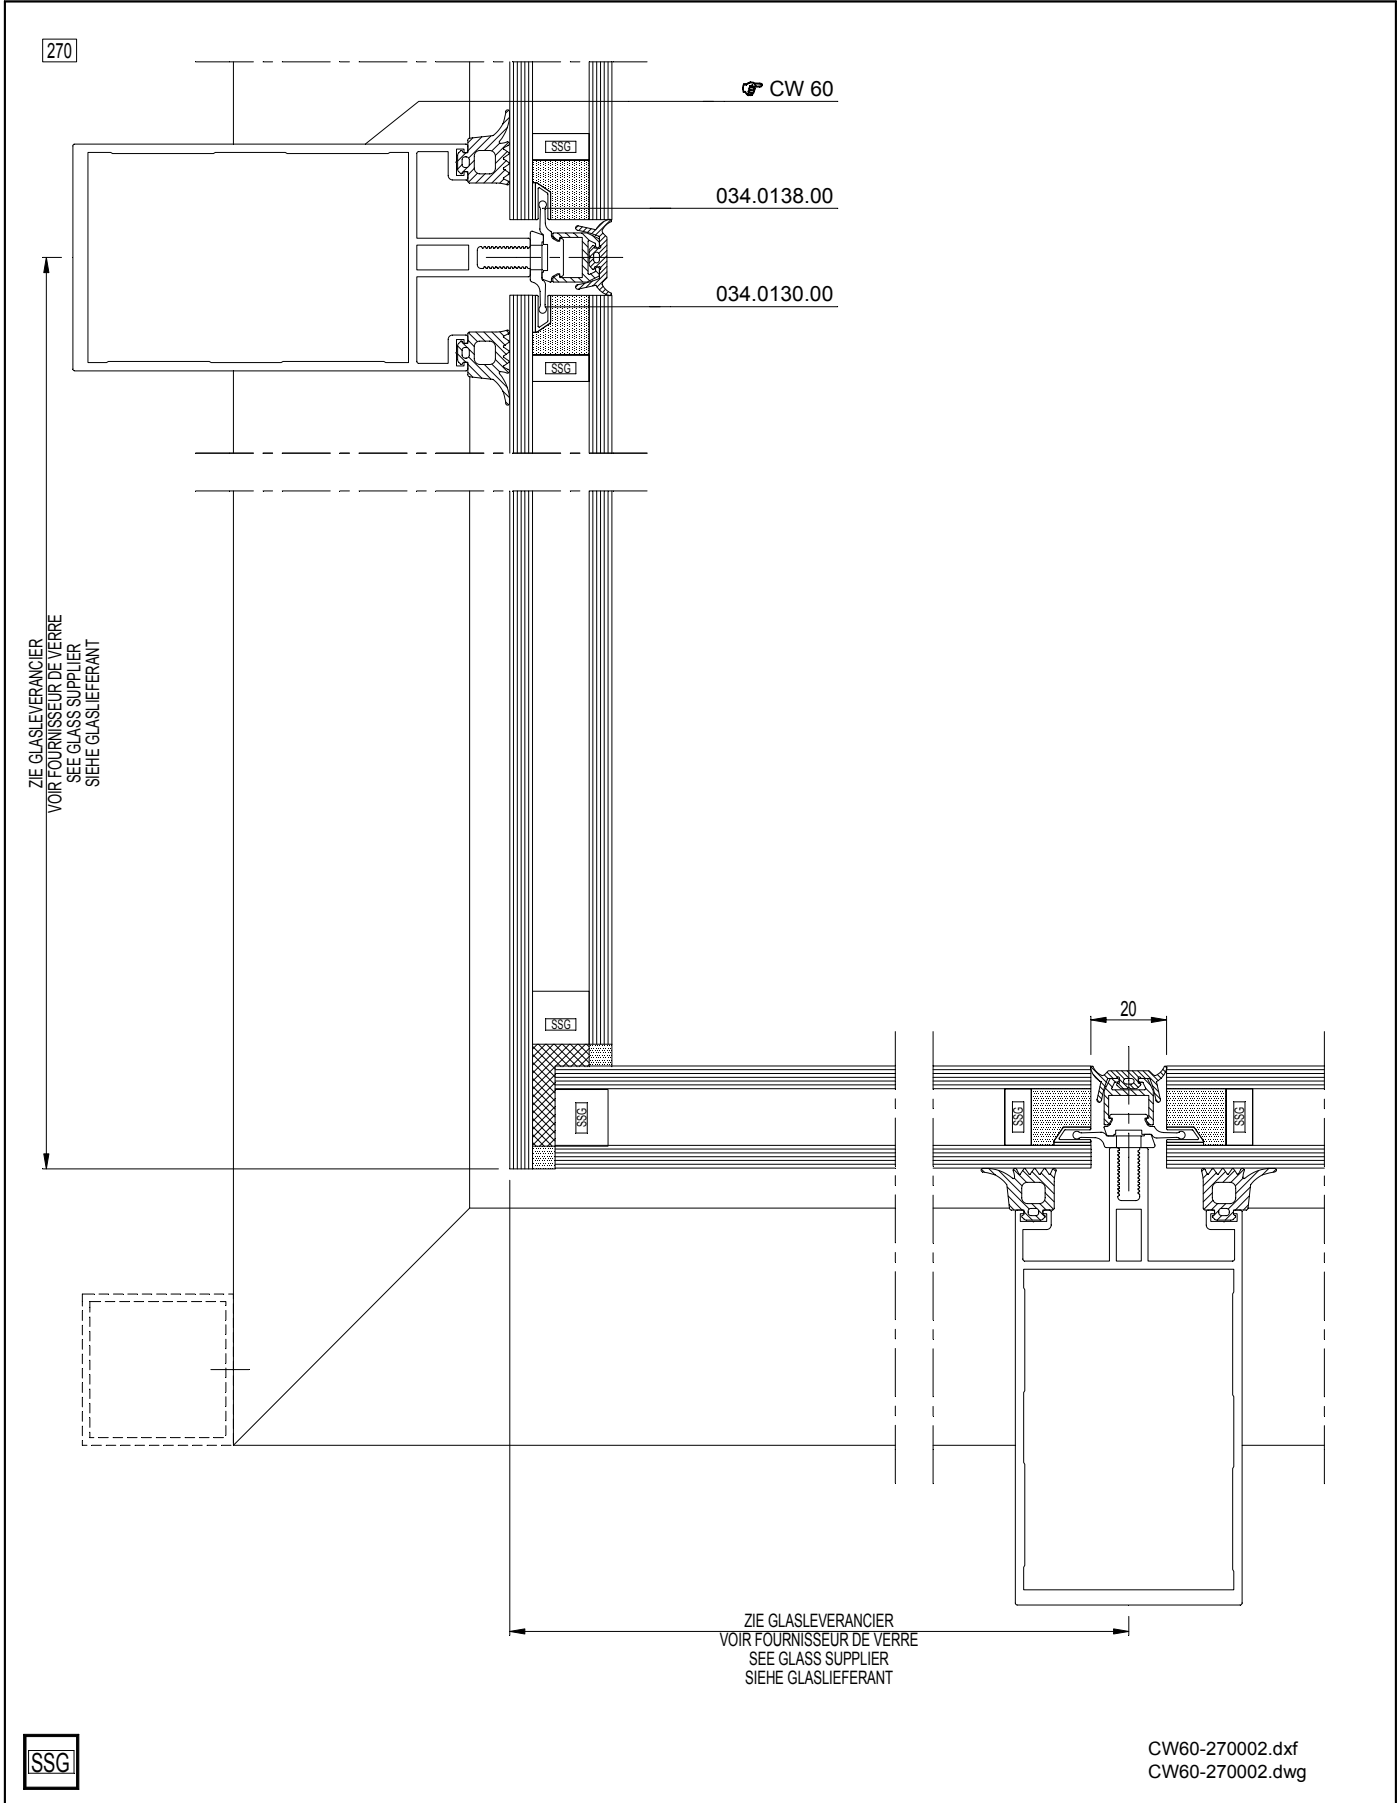 270
☞ CW 60
SSG
034.0138.00
034.0130.00
SSG
ZIE GLASLEVERANCIER
VOIR FOURNISSEUR DE VERRE
SEE GLASS SUPPLIER
SIEHE GLASLIEFERANT
20
SSG
SSG
SSG
SSG
ZIE GLASLEVERANCIER
VOIR FOURNISSEUR DE VERRE
SEE GLASS SUPPLIER
SIEHE GLASLIEFERANT
SSG
CW60-270002.dxf
CW60-270002.dwg